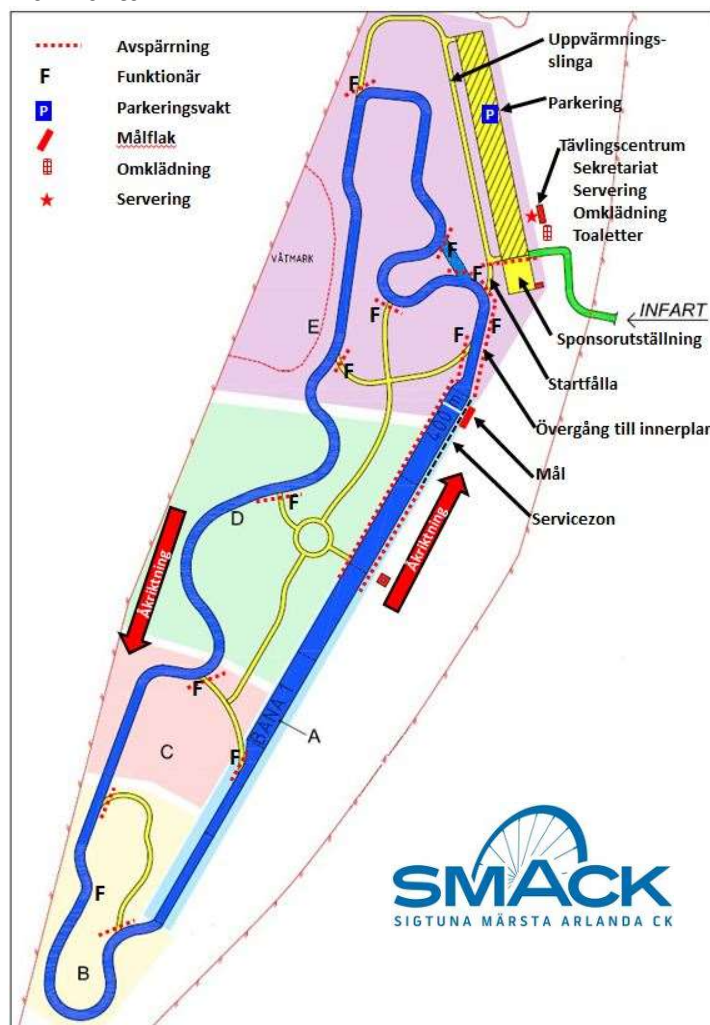 Avspärrning
F Funktionär
P Parkeringsvakt
Målflak
Omklädning
Servering
Uppvärmnings-
slinga
Parkering
P
Tävlingscentrum
Sekretariat
Servering
Omklädning
Toaletter
INFART
Sponsorutställning
Startfålla
Övergång till innerplan
Mål
Servicezon
VÅTMARK
F
F
F
F
F
F
F
E
400 m
D
F
Åkriktning
Åkriktning
F
C
BANA 1
A
F
F
B
SMACK
SIGTUNA MÄRSTA ARLANDA CK